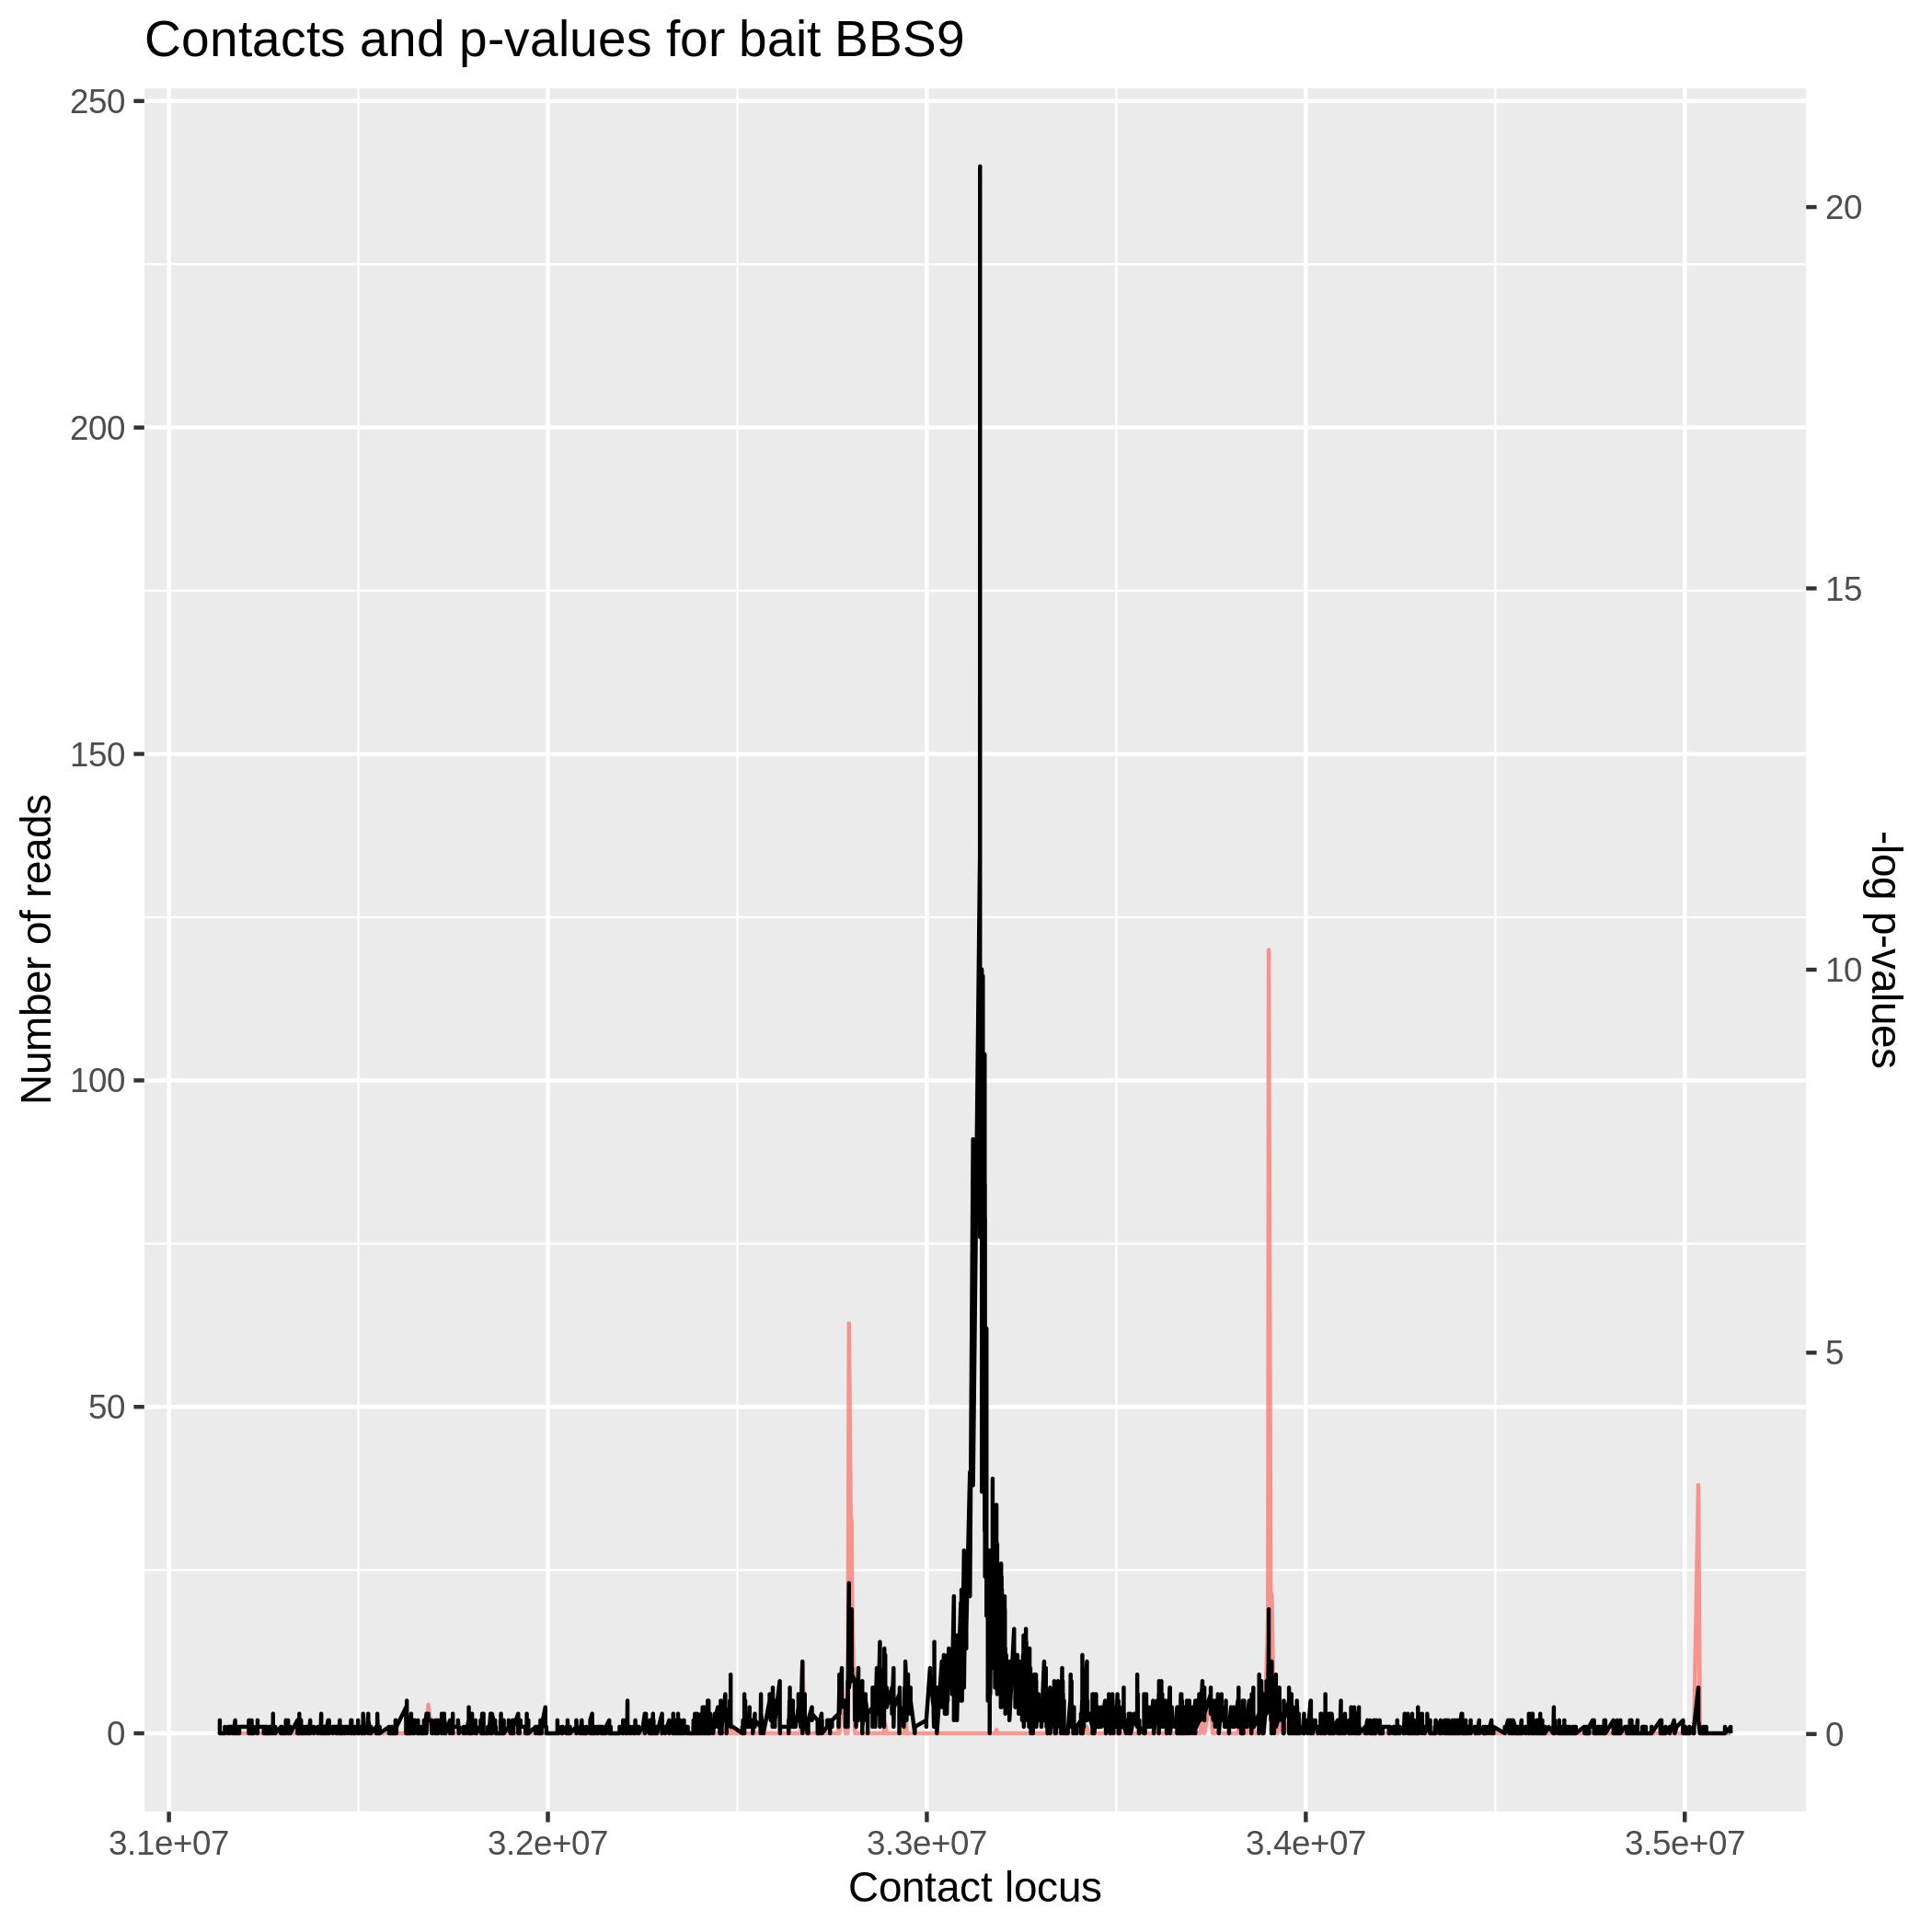 Contacts and p-values for bait BBS9
250
200
150
100
50
0
Number of reads
20
15
10
5
0
-log p-values
3.1e+07
3.2e+07
3.3e+07
3.4e+07
3.5e+07
Contact locus